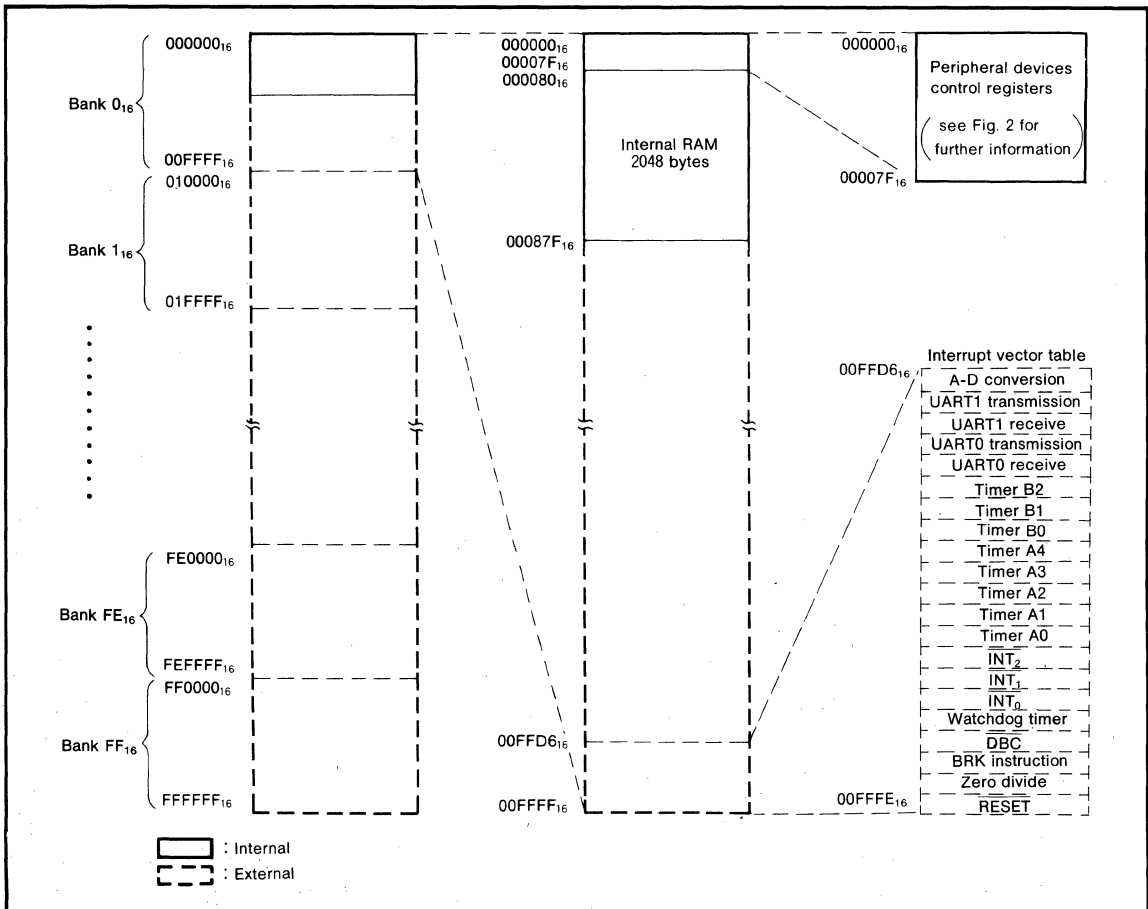 000000₁₆
Bank 0₁₆
00FFFF₁₆
010000₁₆
Bank 1₁₆
01FFFF₁₆
FE0000₁₆
Bank FE₁₆
FEFFFF₁₆
FF0000₁₆
Bank FF₁₆
FFFFFF₁₆
000000₁₆
00007F₁₆
000080₁₆
Internal RAM
2048 bytes
00087F₁₆
00FFD6₁₆
00FFFF₁₆
000000₁₆
Peripheral devices
control registers
(see Fig. 2 for
further information)
00007F₁₆
Interrupt vector table
00FFD6₁₆
A-D conversion
UART1 transmission
UART1 receive
UART0 transmission
UART0 receive
Timer B2
Timer B1
Timer B0
Timer A4
Timer A3
Timer A2
Timer A1
Timer A0
INT₂
INT₁
INT₀
Watchdog timer
DBC
BRK instruction
Zero divide
00FFFE₁₆
RESET
: Internal
: External